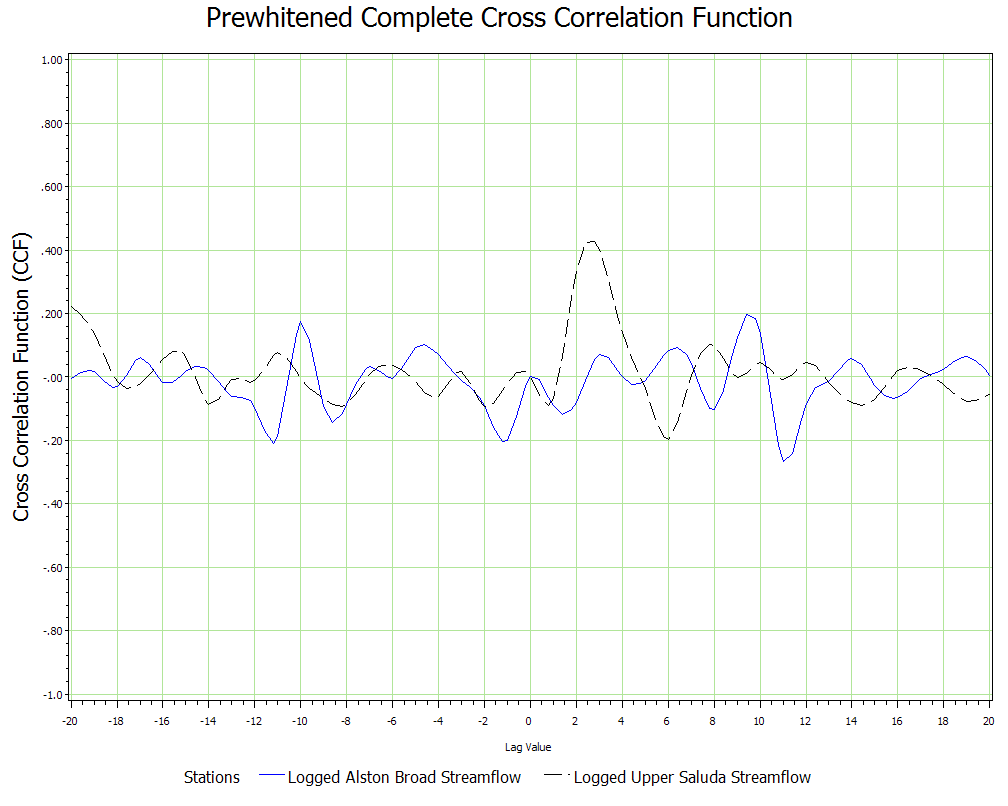 Prewhitened Complete Cross Correlation Function
Cross Correlation Function (CCF)
1.00
.800
.600
.400
.200
.00
-.20
-.40
-.60
-.80
-1.0
-20 -18 -16 -14 -12 -10 -8 -6 -4 -2 0 2 4 6 8 10 12 14 16 18 20
Lag Value
Stations Logged Alston Broad Streamflow Logged Upper Saluda Streamflow